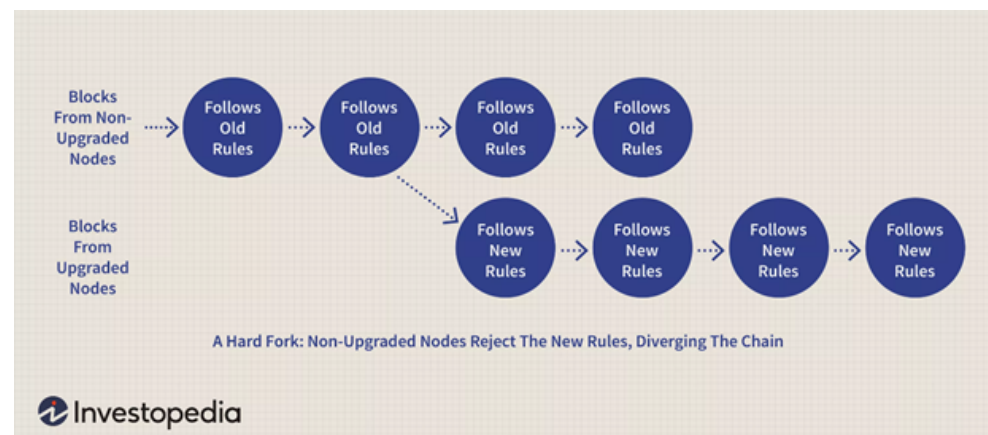 Blocks
From Non-
Upgraded
Nodes
Follows
Old
Rules
Follows
Old
Rules
Follows
Old
Rules
Follows
Old
Rules
Blocks
From
Upgraded
Nodes
Follows
New
Rules
Follows
New
Rules
Follows
New
Rules
Follows
New
Rules
A Hard Fork: Non-Upgraded Nodes Reject The New Rules, Diverging The Chain
Investopedia